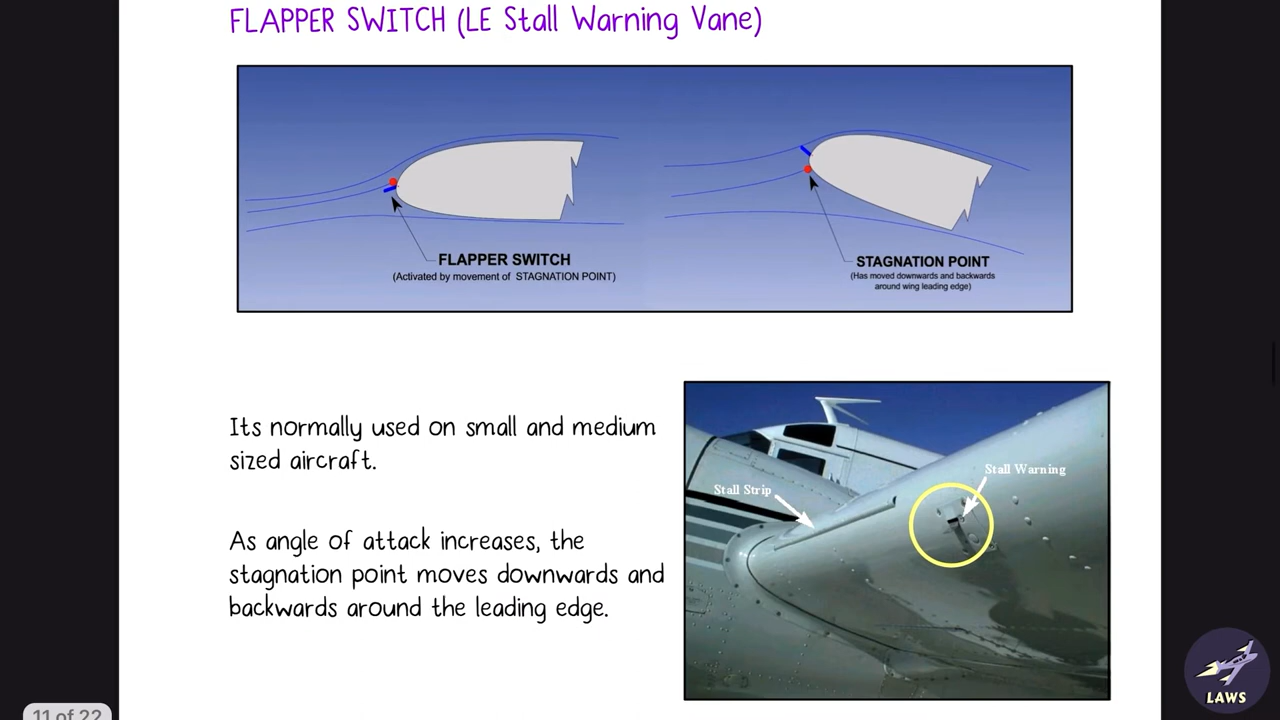 FLAPPER SWITCH (LE Stall Warning Vane)
FLAPPER SWITCH
(Activated by movement of STAGNATION POINT)
STAGNATION POINT
(Has moved downwards and backwards
around wing leading edge)
Its normally used on small and medium
sized aircraft.
As angle of attack increases, the
stagnation point moves downwards and
backwards around the leading edge.
Stall Strip
Stall Warning
11 of 22
LAWS